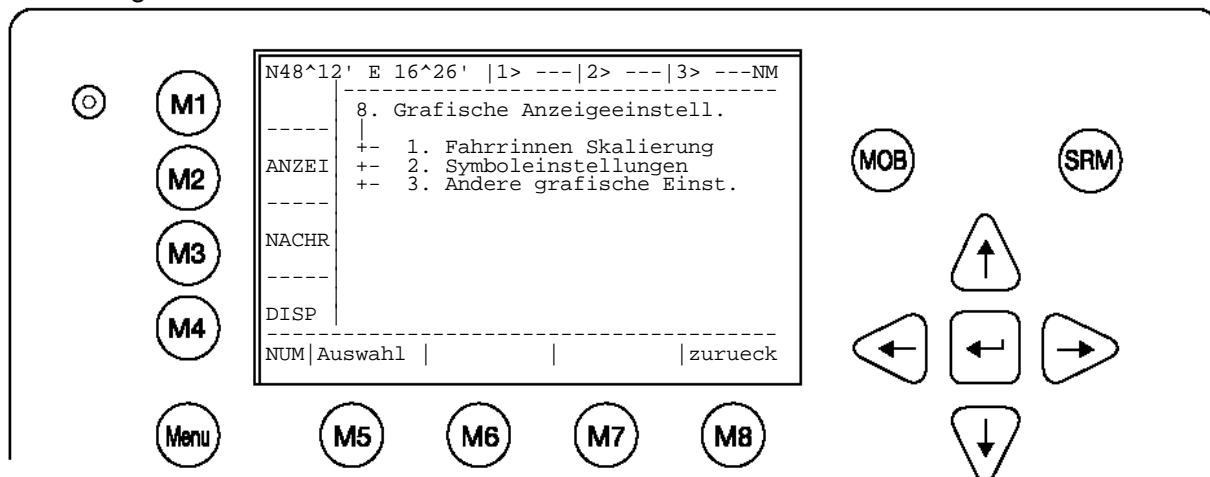 N48^12' E 16^26' |1> ---|2> ---|3> ---NM
8. Grafische Anzeigeeinstell.
+- 1. Fahrrinnen Skalierung
+- 2. Symboleinstellungen
+- 3. Andere grafische Einst.
ANZEI
NACHR
DISP
NUM|Auswahl | | |zurueck
M1
M2
M3
M4
MOB
SRM
Menu
M5
M6
M7
M8